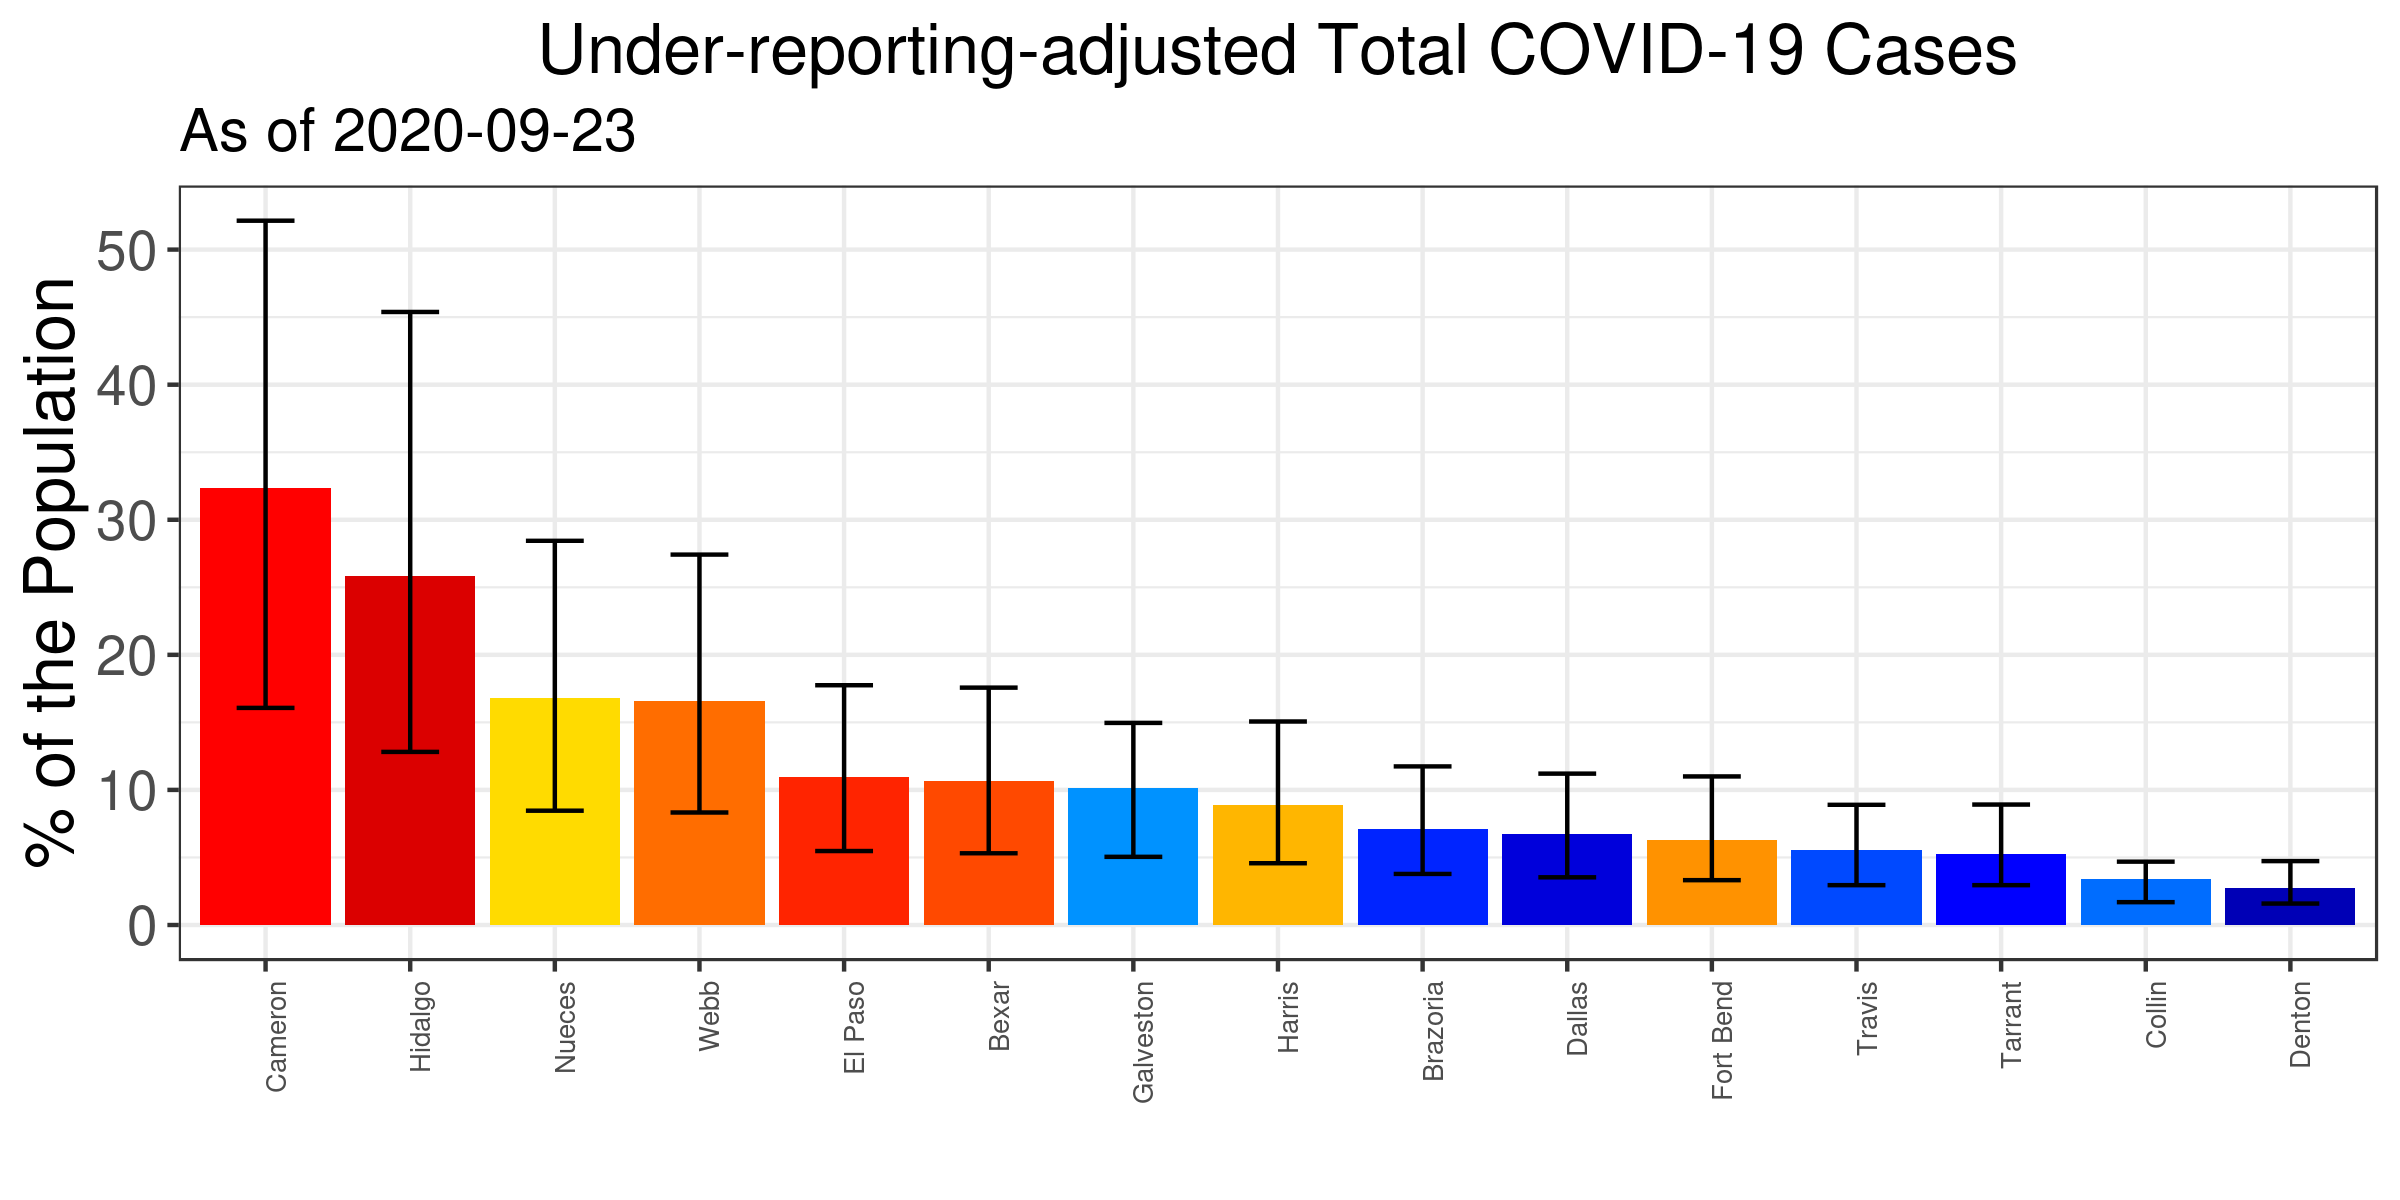 Under-reporting-adjusted Total COVID-19 Cases
As of 2020-09-23
% of the Population
50
40
30
20
10
0
Cameron
Hidalgo
Nueces
Webb
El Paso
Bexar
Galveston
Harris
Brazoria
Dallas
Fort Bend
Travis
Tarrant
Collin
Denton